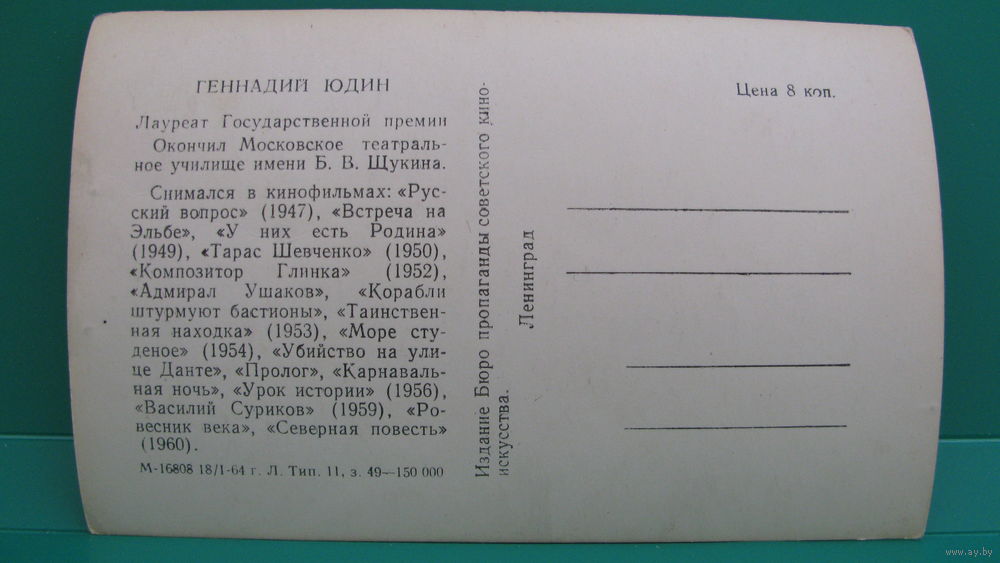 ГЕННАДИЙ ЮДИН
Лауреат Государственной премии
Окончил Московское театраль-
ное училище имени Б. В. Щукина.
Снимался в кинофильмах: «Рус-
ский вопрос» (1947), «Встреча на
Эльбе», «У них есть Родина»
(1949), «Тарас Шевченко» (1950),
«Композитор Глинка» (1952),
«Адмирал Ушаков», «Корабли
штурмуют бастионы», «Таинствен-
ная находка» (1953), «Море сту-
деное» (1954), «Убийство на ули-
це Данте», «Пролог», «Карнаваль-
ная ночь», «Урок истории» (1956),
«Василий Суриков» (1959), «Ро-
весник века», «Северная повесть»
(1960).
М-16808 18/1-64 г. Л. Тип. 11, з. 49—150 000
Издание Бюро пропаганды советского кино-
искусства.
Ленинград
Цена 8 коп.
www.ay.by